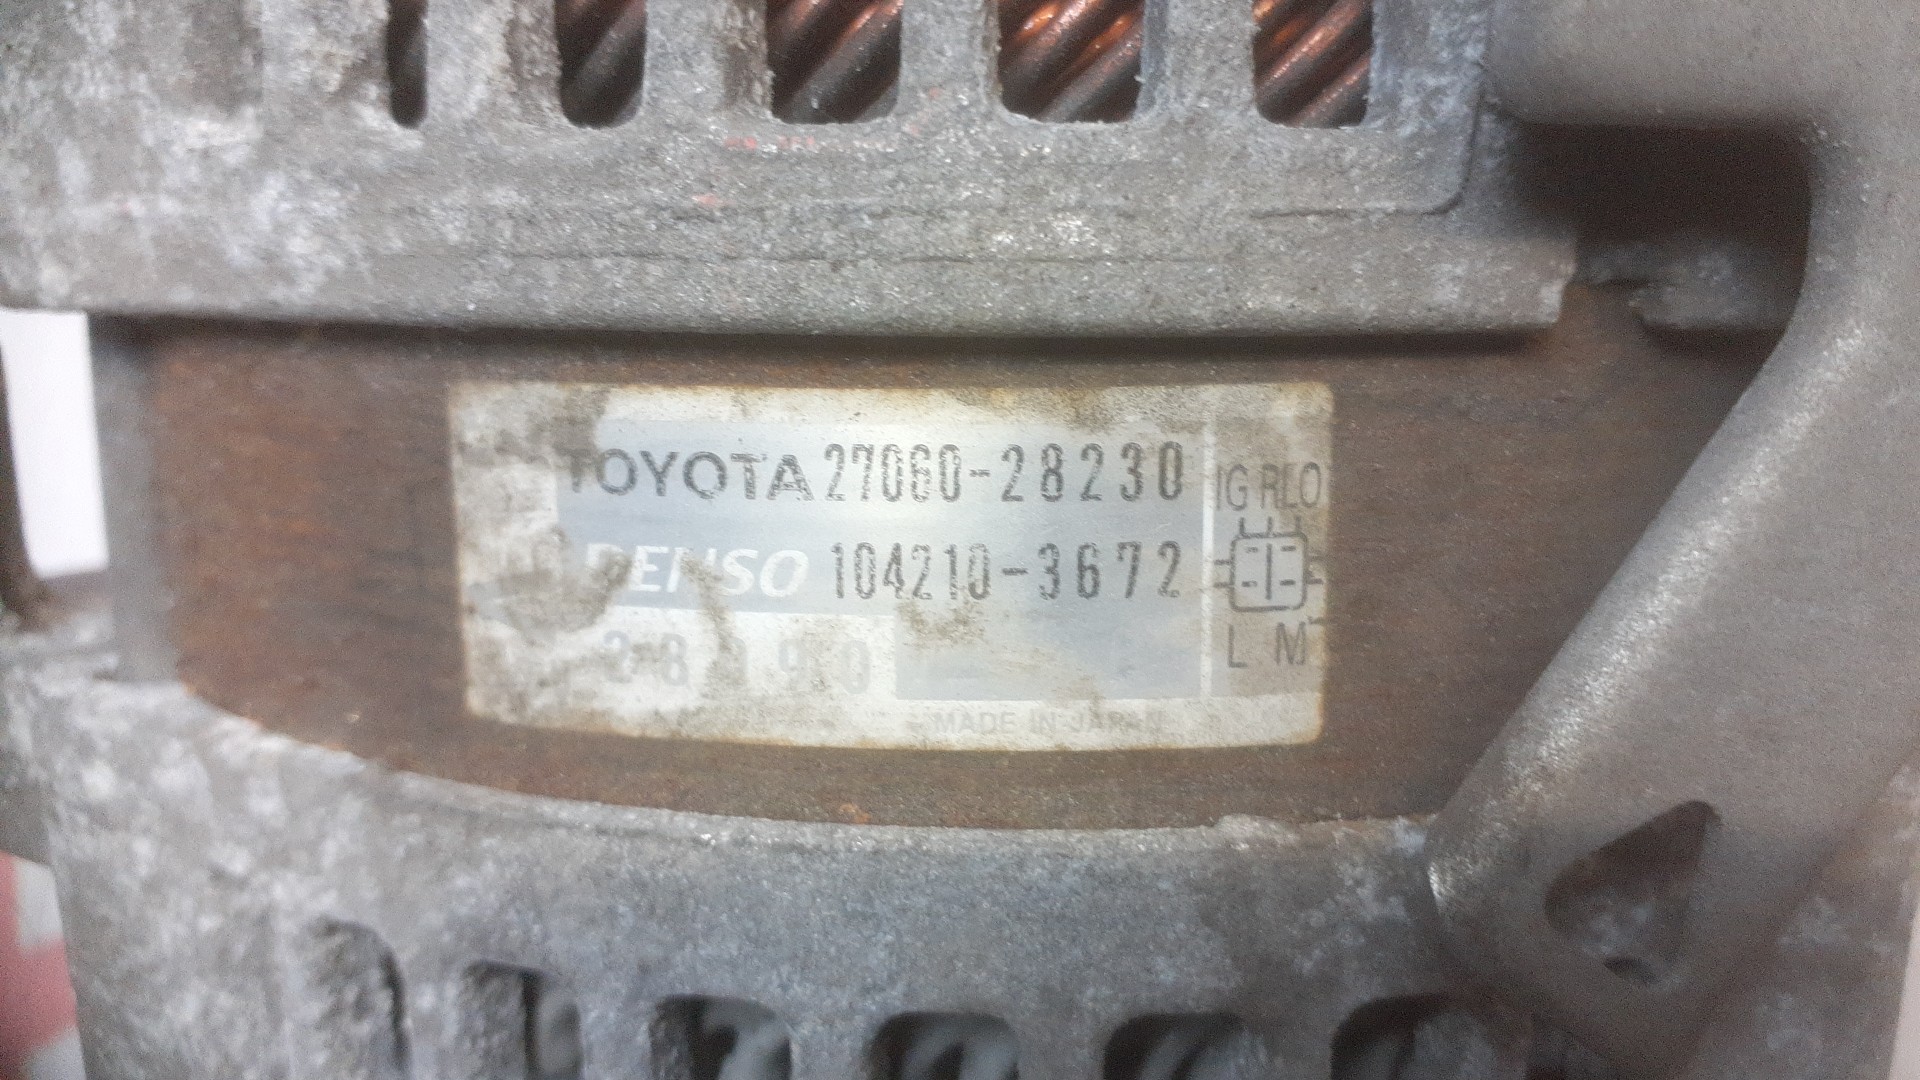 TOYOTA 27060-28230
DENSO 104210-3672
IG RLO
L M
MADE IN JAPAN